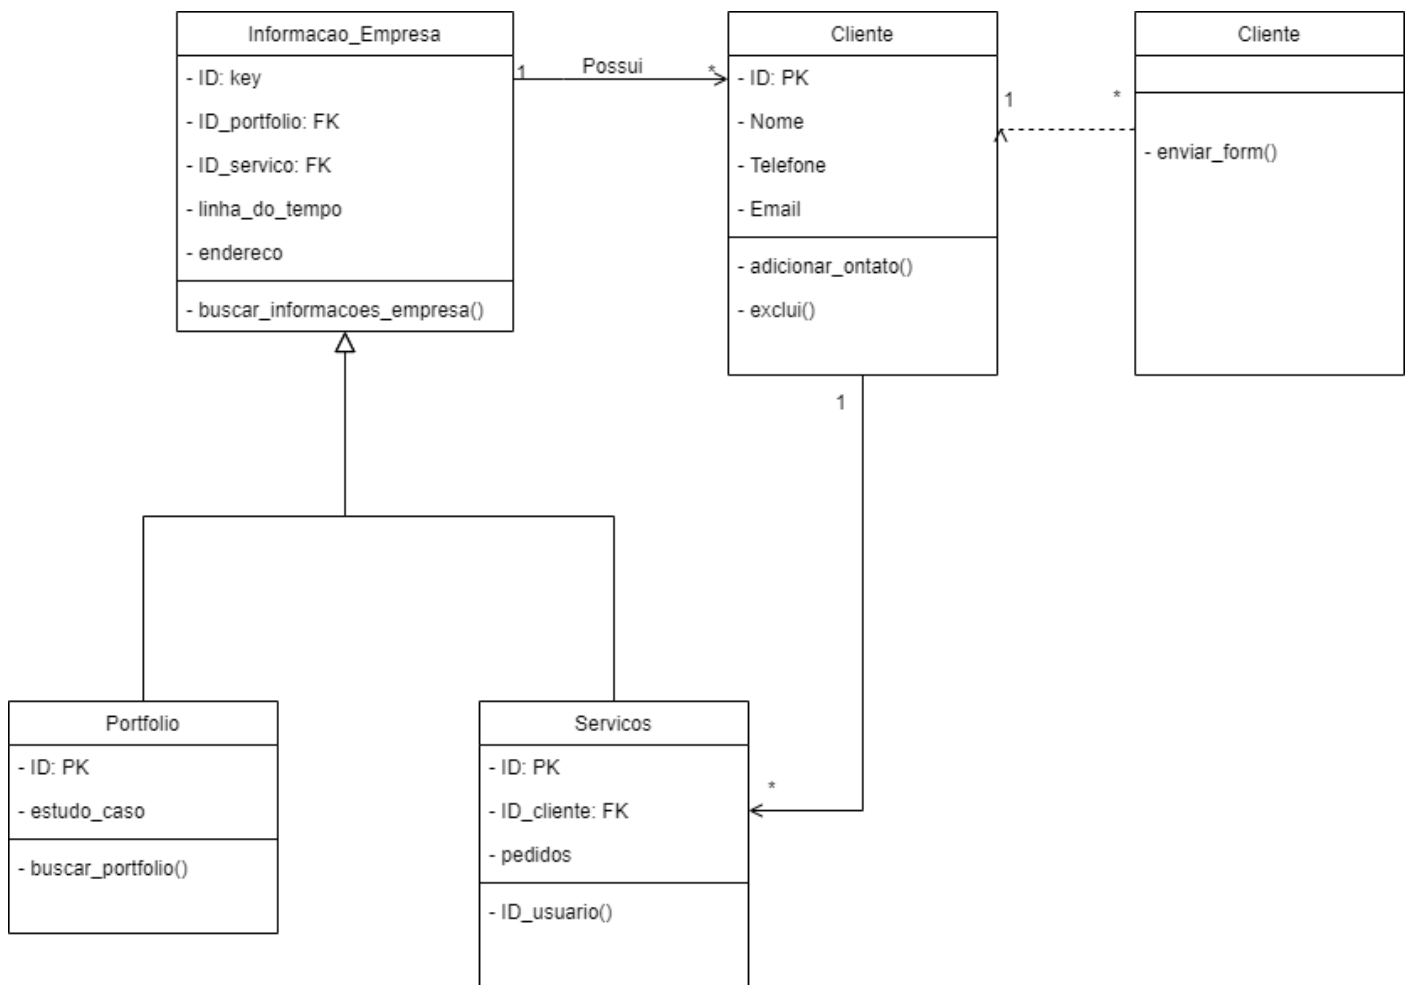 Informacao_Empresa
- ID: key
- ID_portfolio: FK
- ID_servico: FK
- linha_do_tempo
- endereco
- buscar_informacoes_empresa()
1
Possui
*
Cliente
- ID: PK
- Nome
- Telefone
- Email
- adicionar_ontato()
- exclui()
1
*
Cliente
- enviar_form()
1
*
Portfolio
- ID: PK
- estudo_caso
- buscar_portfolio()
Servicos
- ID: PK
- ID_cliente: FK
- pedidos
- ID_usuario()